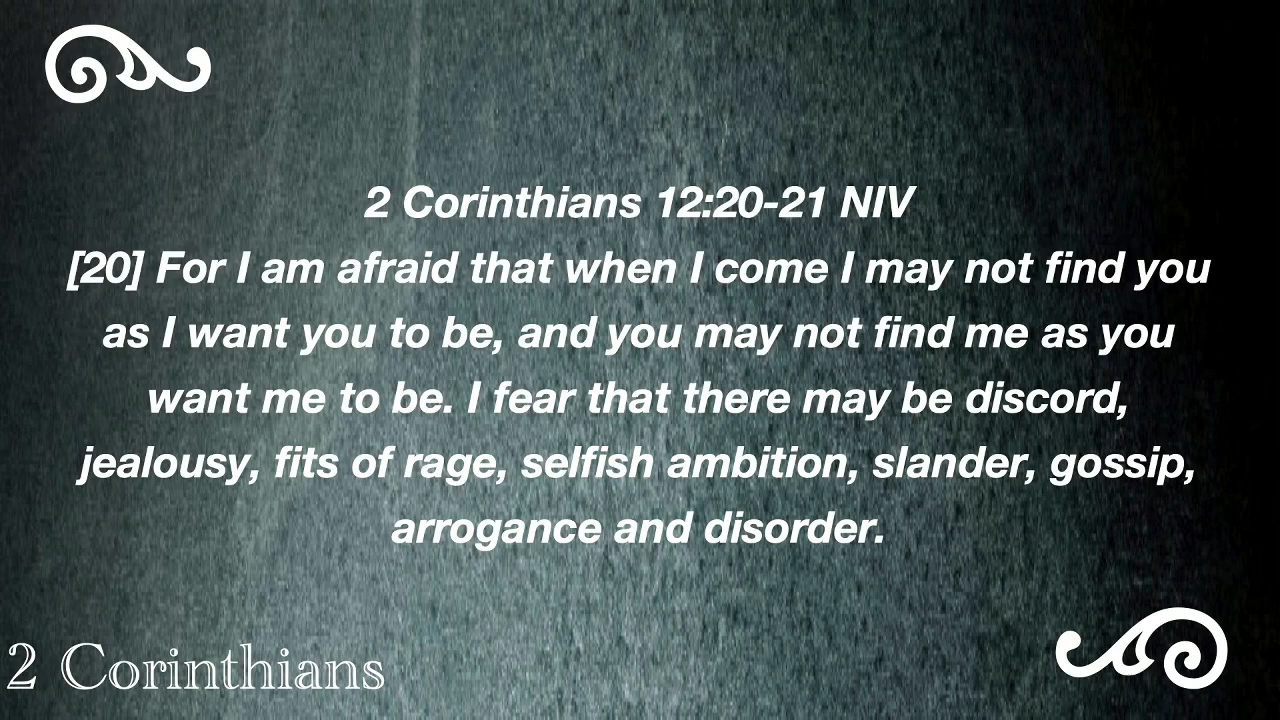 2 Corinthians 12:20-21 NIV
[20] For I am afraid that when I come I may not find you
as I want you to be, and you may not find me as you
want me to be. I fear that there may be discord,
jealousy, fits of rage, selfish ambition, slander, gossip,
arrogance and disorder.
2 Corinthians